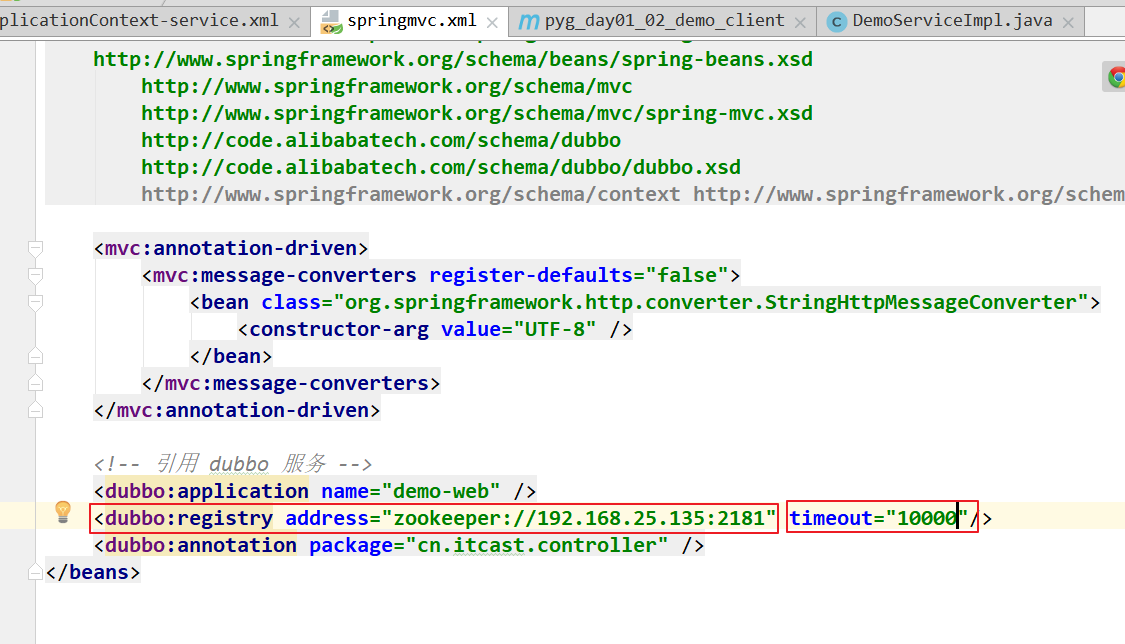 plicationContext-service.xml springmvc.xml pyg_day01_02_demo_client DemoServiceImpl.java
http://www.springframework.org/schema/beans/spring-beans.xsd
http://www.springframework.org/schema/mvc
http://www.springframework.org/schema/mvc/spring-mvc.xsd
http://code.alibabatech.com/schema/dubbo
http://code.alibabatech.com/schema/dubbo/dubbo.xsd
http://www.springframework.org/schema/context http://www.springframework.org/schem
<mvc:annotation-driven>
<mvc:message-converters register-defaults="false">
<bean class="org.springframework.http.converter.StringHttpMessageConverter">
<constructor-arg value="UTF-8" />
</bean>
</mvc:message-converters>
</mvc:annotation-driven>
<!-- 引用 dubbo 服务 -->
<dubbo:application name="demo-web" />
<dubbo:registry address="zookeeper://192.168.25.135:2181" timeout="10000"/>
<dubbo:annotation package="cn.itcast.controller" />
</beans>